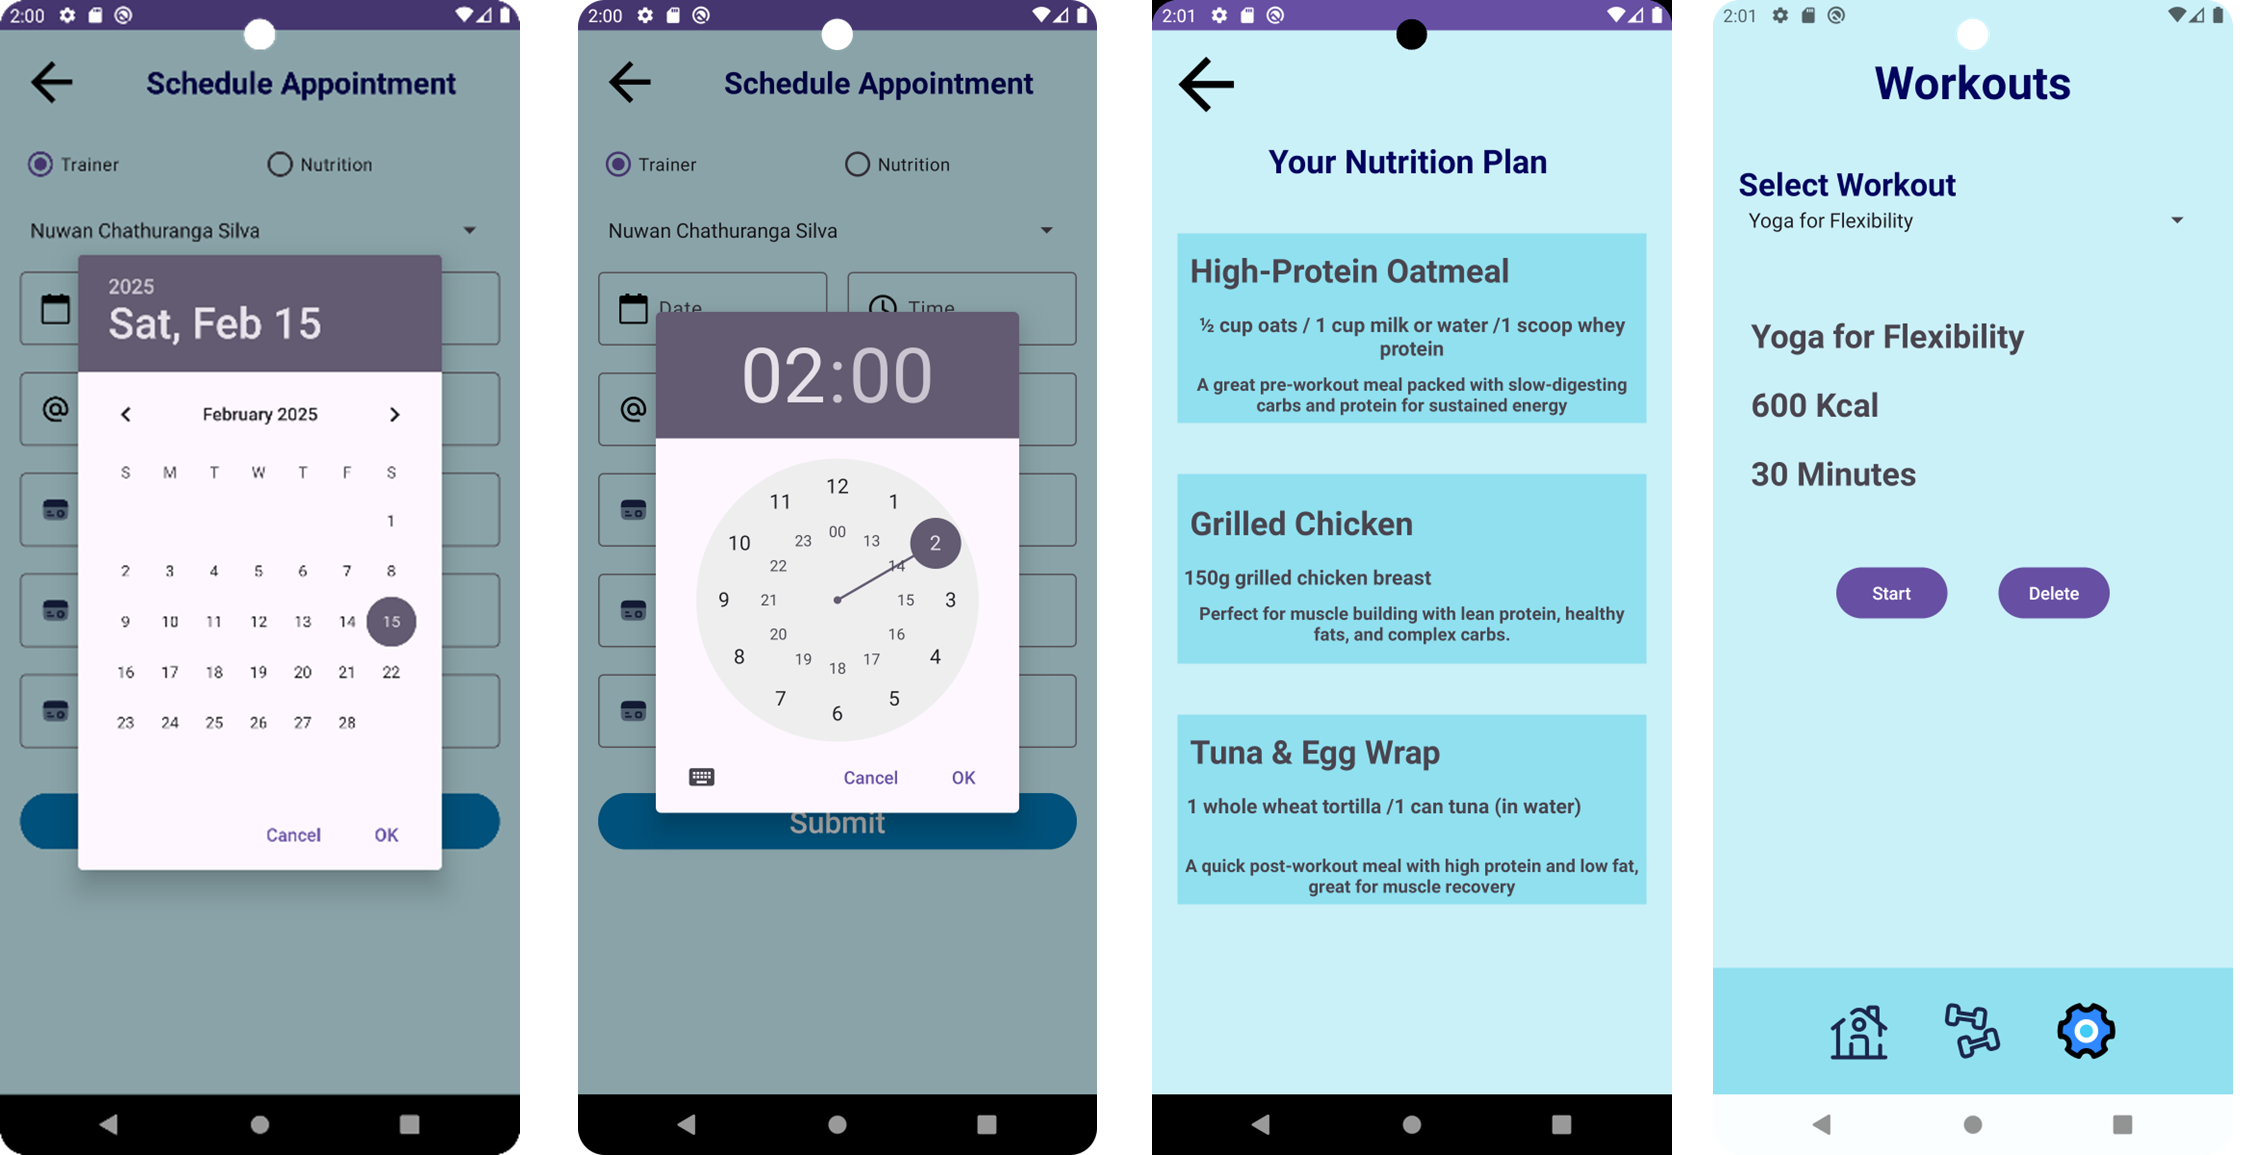 2:00
Schedule Appointment
Trainer Nutrition
Nuwan Chathuranga Silva
2025
Sat, Feb 15
February 2025
S M T W T F S
1
2 3 4 5 6 7 8
9 10 11 12 13 14 15
16 17 18 19 20 21 22
23 24 25 26 27 28
Cancel OK
2:00
Schedule Appointment
Trainer Nutrition
Nuwan Chathuranga Silva
Date Time
02:00
12
11 1
00
23 13
10 2
22 14
9 21 15 3
20 16
8 4
19 17
18
7 5
6
Cancel OK
Submit
2:01
Your Nutrition Plan
High-Protein Oatmeal
½ cup oats / 1 cup milk or water /1 scoop whey
protein
A great pre-workout meal packed with slow-digesting
carbs and protein for sustained energy
Grilled Chicken
150g grilled chicken breast
Perfect for muscle building with lean protein, healthy
fats, and complex carbs.
Tuna & Egg Wrap
1 whole wheat tortilla /1 can tuna (in water)
A quick post-workout meal with high protein and low fat,
great for muscle recovery
2:01
Workouts
Select Workout
Yoga for Flexibility
Yoga for Flexibility
600 Kcal
30 Minutes
Start Delete